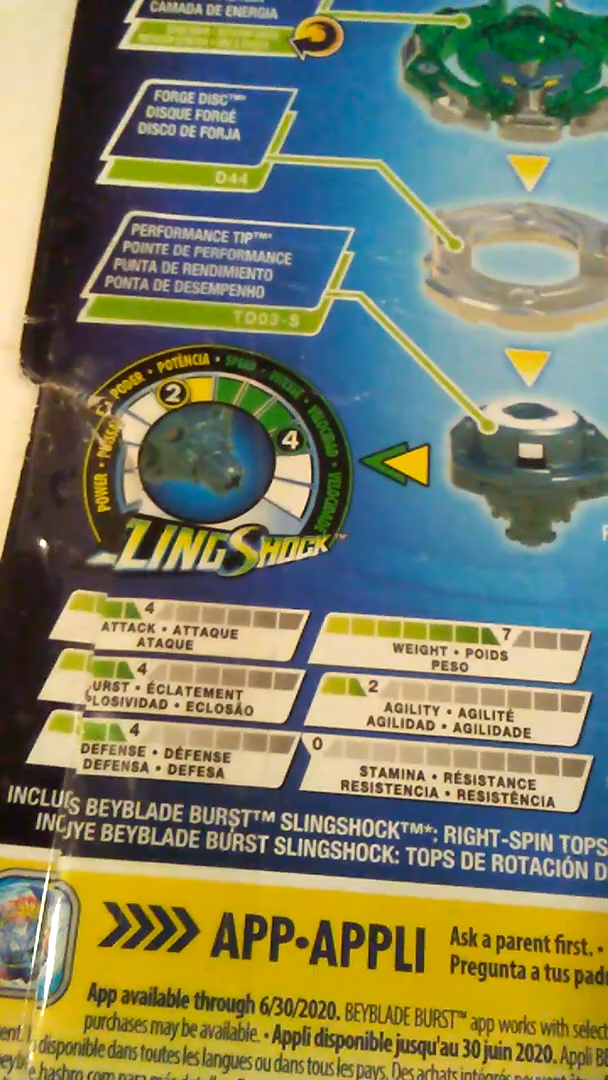 CAMADA DE ENERGIA
FORGE DISC™*
DISQUE FORGÉ
DISCO DE FORJA
D44
PERFORMANCE TIP™*
POINTE DE PERFORMANCE
PUNTA DE RENDIMIENTO
PONTA DE DESEMPENHO
TD03-S
POWER • PUISSANCE • PODER • POTÊNCIA • SPEED • VITESSE • VELOCIDAD • VELOCIDADE
2
4
LINGSHOCK™
4
ATTACK • ATTAQUE
ATAQUE
7
WEIGHT • POIDS
PESO
4
URST • ÉCLATEMENT
LOSIVIDAD • ECLOSÃO
2
AGILITY • AGILITÉ
AGILIDAD • AGILIDADE
4
DEFENSE • DÉFENSE
DEFENSA • DEFESA
0
STAMINA • RÉSISTANCE
RESISTENCIA • RESISTÊNCIA
INCLUS BEYBLADE BURST™ SLINGSHOCK™*: RIGHT-SPIN TOPS
INCUYE BEYBLADE BURST SLINGSHOCK: TOPS DE ROTACIÓN D
APP•APPLI
Ask a parent first. •
Pregunta a tus pad
App available through 6/30/2020. BEYBLADE BURST™ app works with select
purchases may be available. • Appli disponible jusqu'au 30 juin 2020. Appli B
disponible dans toutes les langues ou dans tous les pays. Des achats intégrés